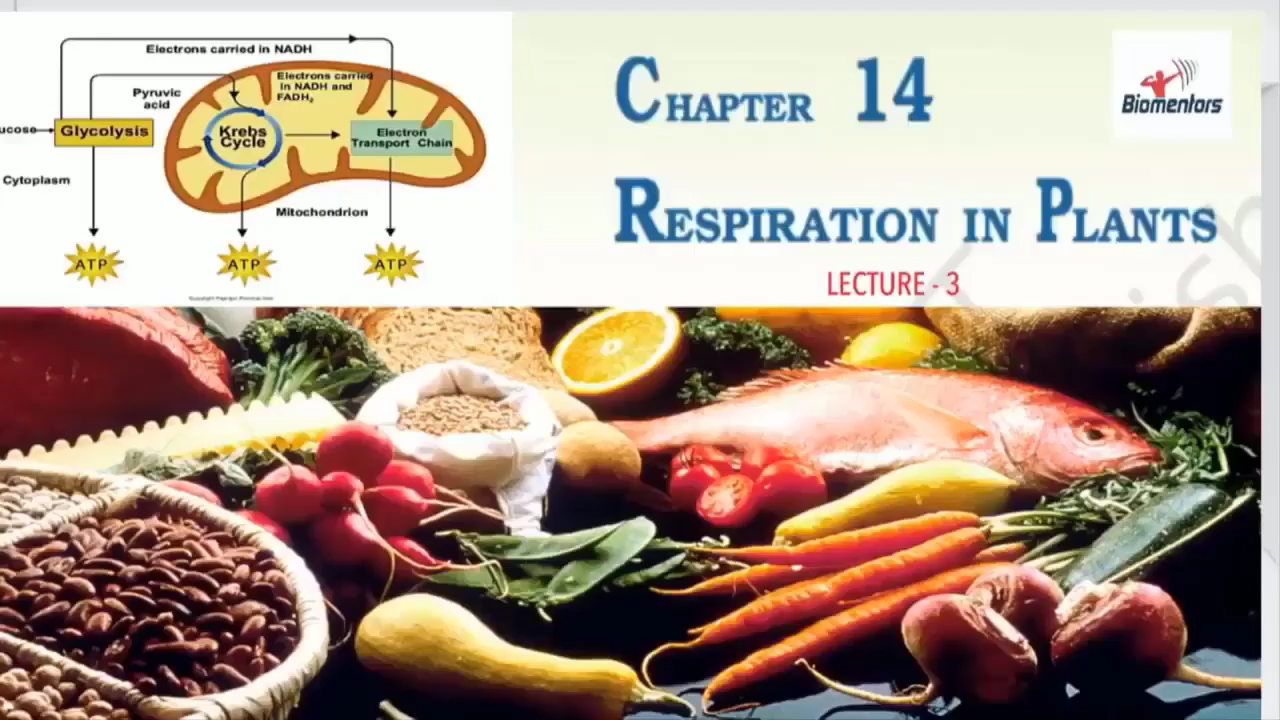 Electrons carried in NADH
Electrons carried
in NADH and
FADH₂
Pyruvic
acid
ucose
Glycolysis
Krebs
Cycle
Electron
Transport Chain
Cytoplasm
Mitochondrion
ATP
ATP
ATP
CHAPTER 14
RESPIRATION IN PLANTS
LECTURE - 3
Biomentors